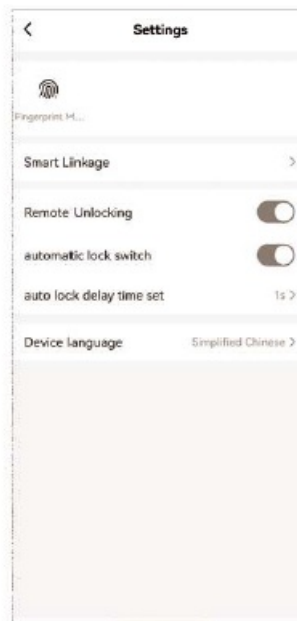 Settings
Fingerprint M...
Smart Linkage
Remote Unlocking
automatic lock switch
auto lock delay time set
1s
Device language
Simplified Chinese